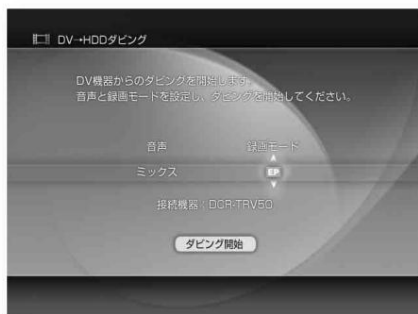 DV→HDDダビング
DV機器からのダビングを開始します。
音声と録画モードを設定し、ダビングを開始してください。
音声 録画モード
ミックス EP
接続機器:DCR-TRV50
ダビング開始